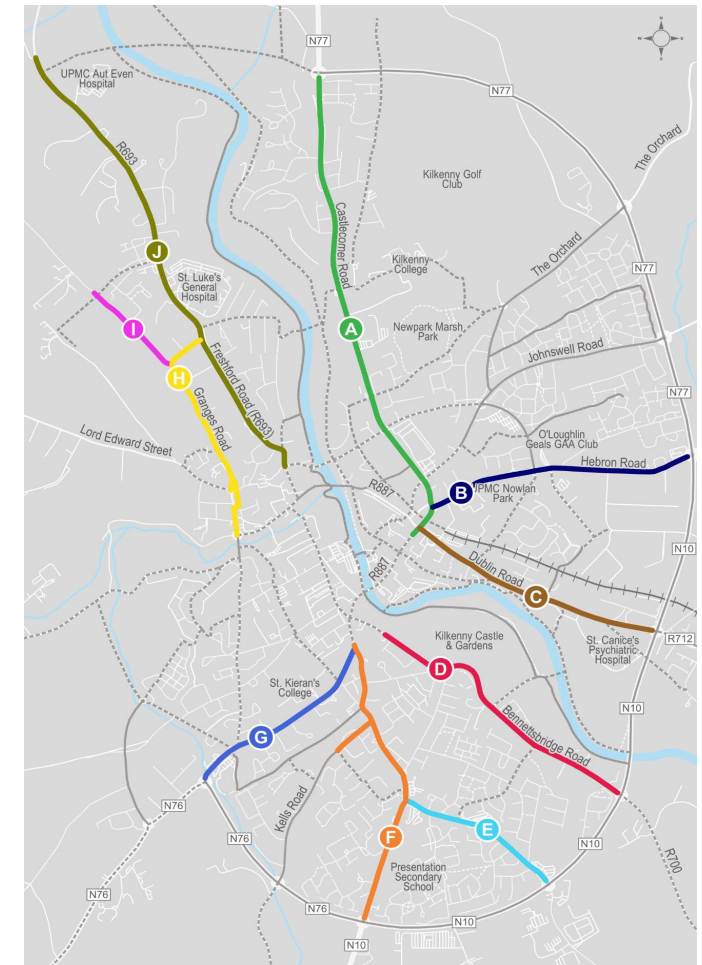 N77
UPMC Aut Even
Hospital
N77
R693
The Orchard
Kilkenny Golf
Club
Castlecomer Road
J
Kilkenny
College
The Orchard
N77
St. Luke's
General
Hospital
I
A
Newpark Marsh
Park
Johnswell Road
H
Freshford Road (R693)
N77
Granges Road
Lord Edward Street
O'Loughlin
Geals GAA Club
Hebron Road
R887
B
UPMC Nowlan
Park
N10
R887
Dublin Road
C
R712
Kilkenny Castle
& Gardens
St. Canice's
Psychiatric
Hospital
D
St. Kieran's
College
N10
Bennettsbridge Road
G
Kells Road
N76
N76
F
E
N10
R700
Presentation
Secondary
School
N76
N76
N10
N10